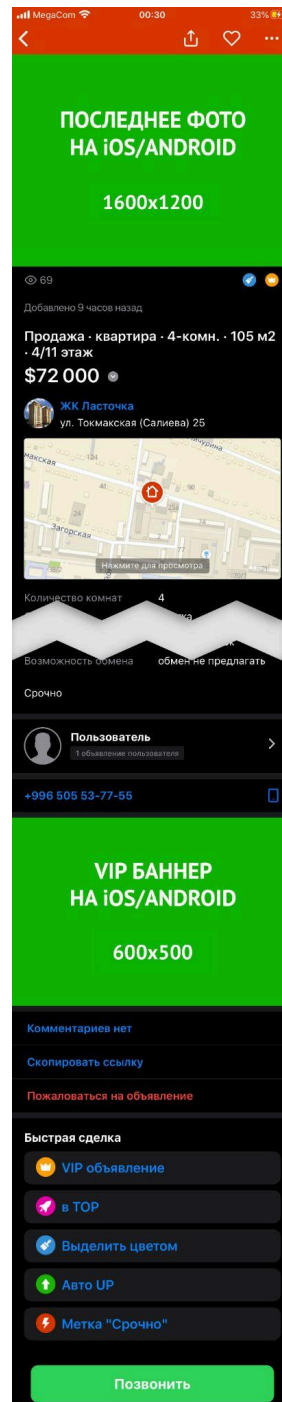 MegaCom
00:30
33%
ПОСЛЕДНЕЕ ФОТО
НА iOS/ANDROID
1600x1200
69
Добавлено 9 часов назад
Продажа · квартира · 4-комн. · 105 м2
· 4/11 этаж
$72 000
ЖК Ласточка
ул. Токмакская (Салиева) 25
Загорская
Нажмите для просмотра
Количество комнат 4
Возможность обмена обмен не предлагать
Срочно
Пользователь
1 объявление пользователя
+996 505 53-77-55
VIP БАННЕР
НА iOS/ANDROID
600x500
Комментариев нет
Скопировать ссылку
Пожаловаться на объявление
Быстрая сделка
VIP объявление
в TOP
Выделить цветом
Авто UP
Метка "Срочно"
Позвонить